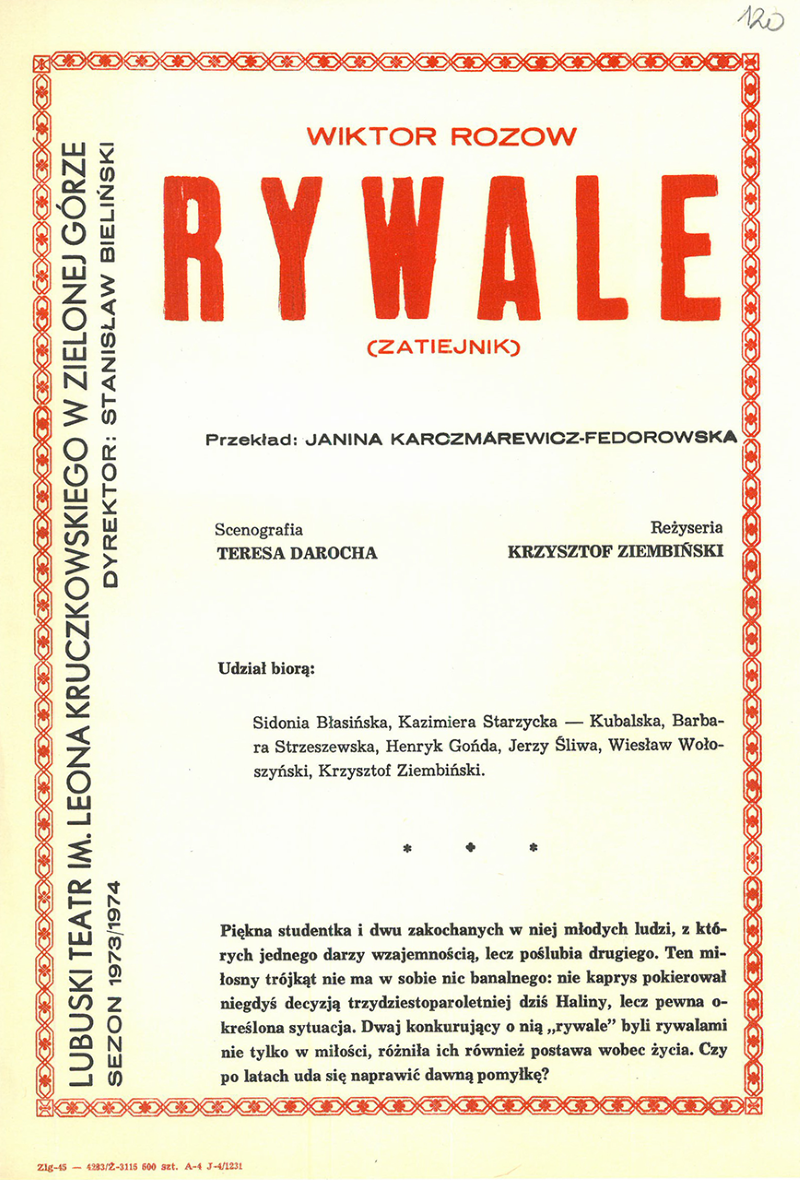 120
WIKTOR ROZOW
RYWALE
(ZATIEJNIK)
Przekład: JANINA KARCZMAREWICZ-FEDOROWSKA
Scenografia
TERESA DAROCHA
Reżyseria
KRZYSZTOF ZIEMBIŃSKI
Udział biorą:
Sidonia Błasińska, Kazimiera Starzycka — Kubalska, Barba-
ra Strzeszewska, Henryk Gońda, Jerzy Śliwa, Wiesław Woło-
szyński, Krzysztof Ziembiński.
* * *
Piękna studentka i dwu zakochanych w niej młodych ludzi, z któ-
rych jednego darzy wzajemnością, lecz poślubia drugiego. Ten mi-
łosny trójkąt nie ma w sobie nic banalnego: nie kaprys pokierował
niegdyś decyzją trzydziestoparoletniej dziś Haliny, lecz pewna o-
kreślona sytuacja. Dwaj konkurujący o nią „rywale” byli rywalami
nie tylko w miłości, różniła ich również postawa wobec życia. Czy
po latach uda się naprawić dawną pomyłkę?
LUBUSKI TEATR IM. LEONA KRUCZKOWSKIEGO W ZIELONEJ GÓRZE
SEZON 1973/1974
DYREKTOR: STANISŁAW BIELIŃSKI
Zlg-45 — 4283/Ż-3115 500 szt. A-4 J-4/1231